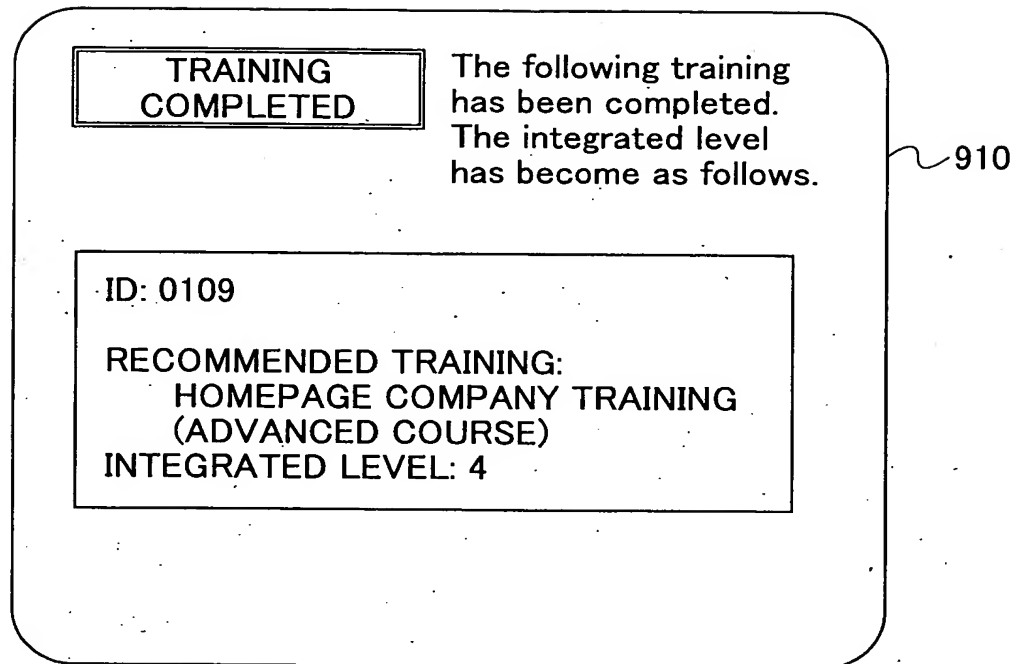 TRAINING
COMPLETED
The following training
has been completed.
The integrated level
has become as follows.
910
ID: 0109
RECOMMENDED TRAINING:
HOMEPAGE COMPANY TRAINING
(ADVANCED COURSE)
INTEGRATED LEVEL: 4